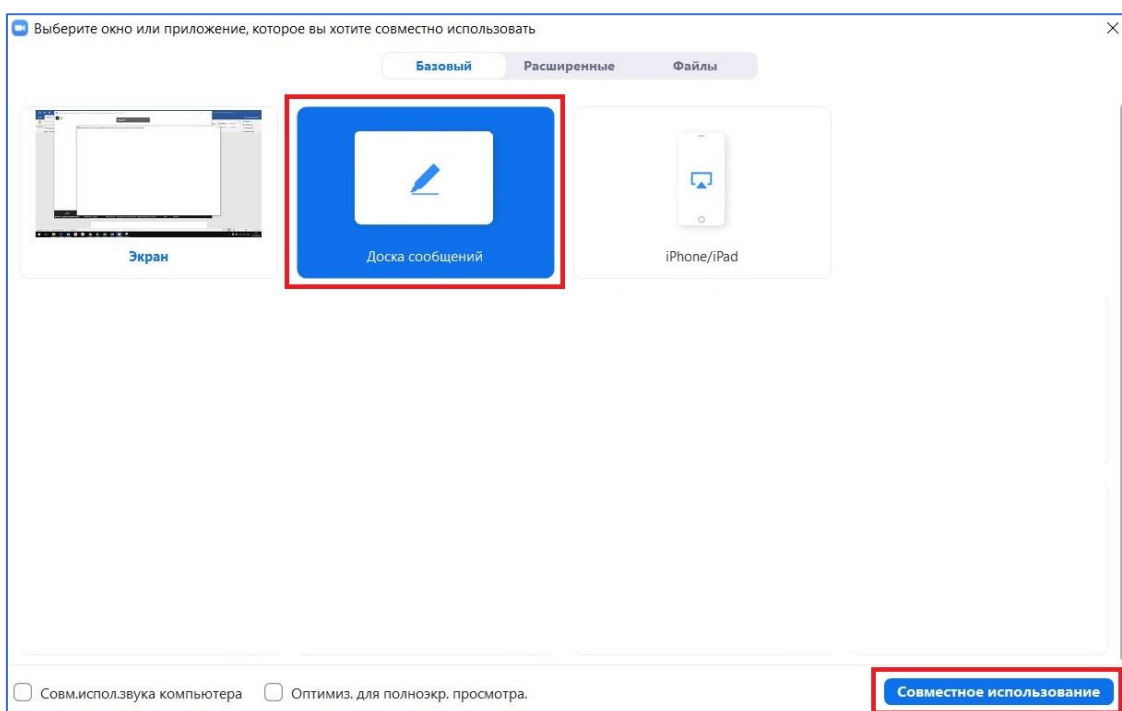 Выберите окно или приложение, которое вы хотите совместно использовать
Базовый Расширенные Файлы
Экран Доска сообщений iPhone/iPad
Совм.испол.звука компьютера Оптимиз. для полноэкр. просмотра. Совместное использование